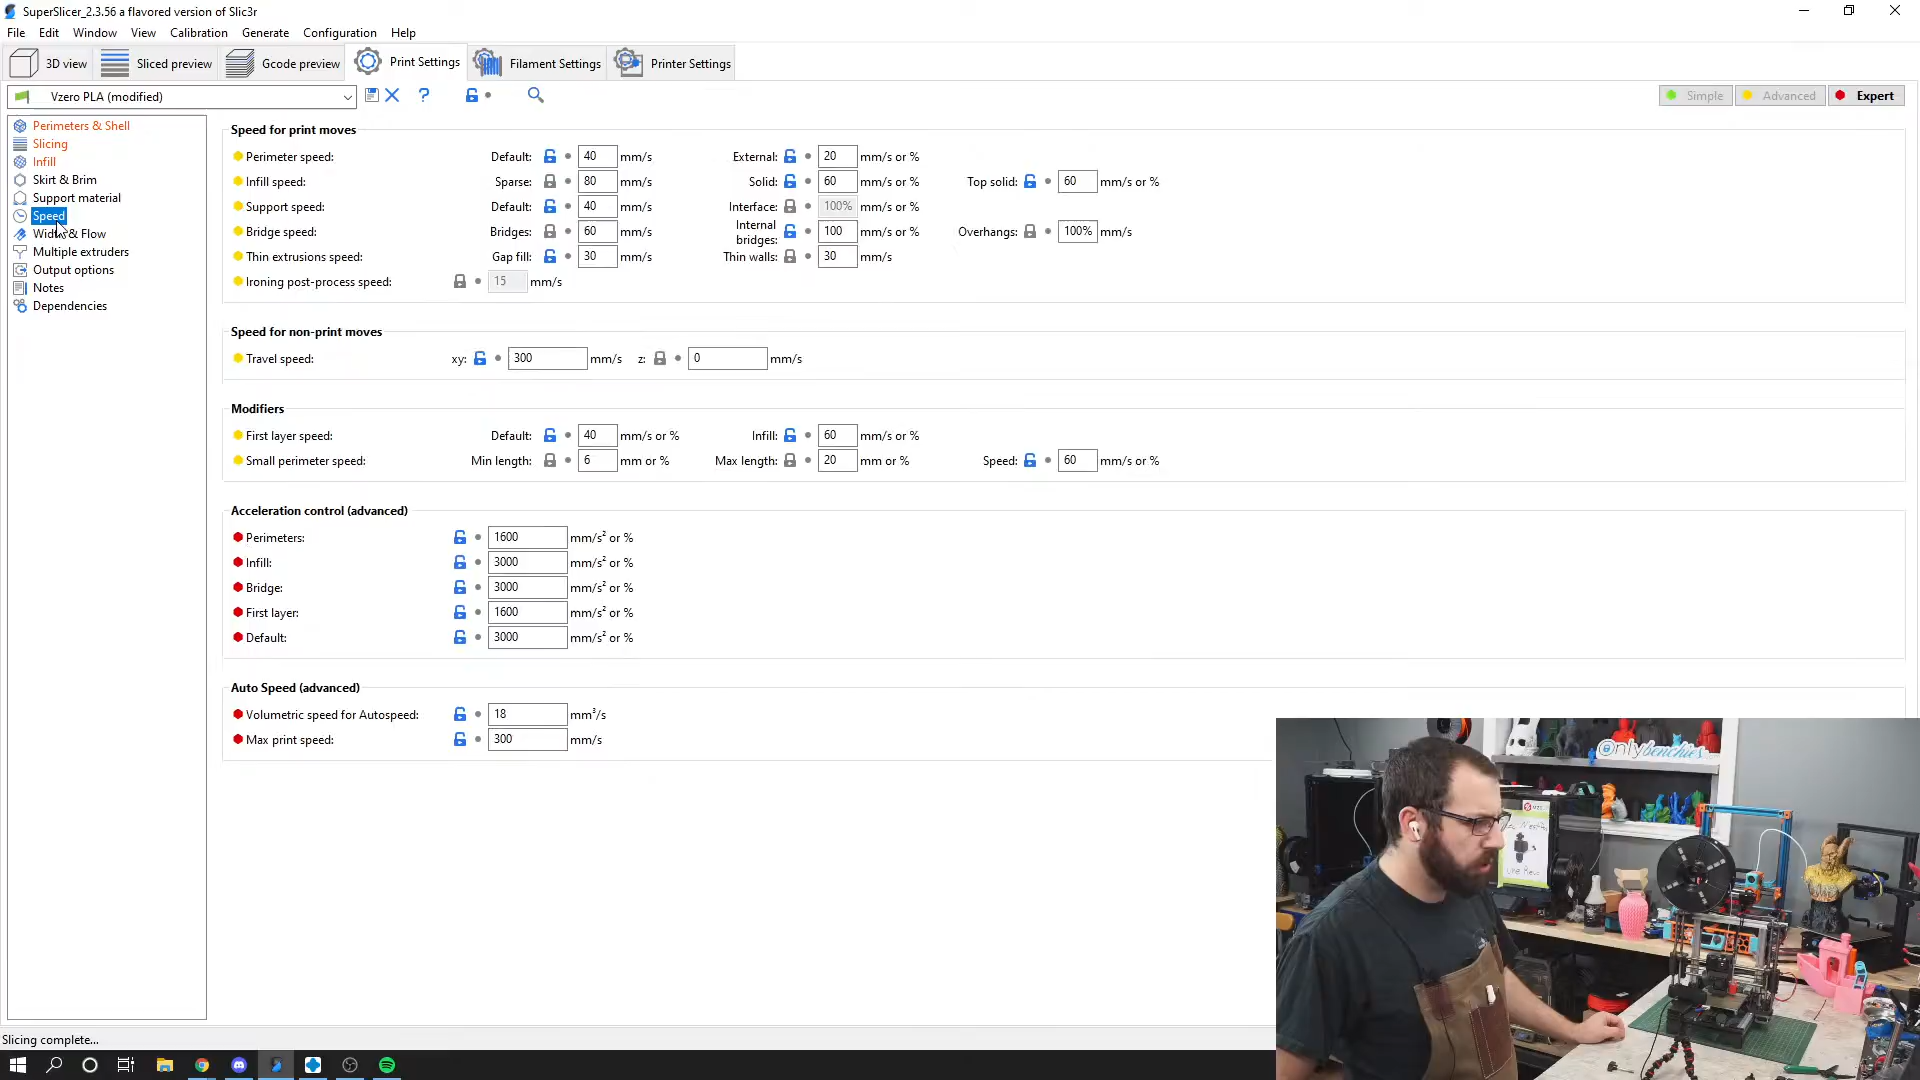 SuperSlicer_2.3.56 a flavored version of Slic3r
File Edit Window View Calibration Generate Configuration Help
3D view Sliced preview Gcode preview Print Settings Filament Settings Printer Settings
Vzero PLA (modified) ? Simple Advanced Expert
Perimeters & Shell
Slicing
Infill
Skirt & Brim
Support material
Speed
Width & Flow
Multiple extruders
Output options
Notes
Dependencies
Speed for print moves
Perimeter speed: Default: 40 mm/s External: 20 mm/s or %
Infill speed: Sparse: 80 mm/s Solid: 60 mm/s or % Top solid: 60 mm/s or %
Support speed: Default: 40 mm/s Interface: 100% mm/s or %
Bridge speed: Bridges: 60 mm/s Internal bridges: 100 mm/s or % Overhangs: 100% mm/s
Thin extrusions speed: Gap fill: 30 mm/s Thin walls: 30 mm/s
Ironing post-process speed: 15 mm/s
Speed for non-print moves
Travel speed: xy: 300 mm/s z: 0 mm/s
Modifiers
First layer speed: Default: 40 mm/s or % Infill: 60 mm/s or %
Small perimeter speed: Min length: 6 mm or % Max length: 20 mm or % Speed: 60 mm/s or %
Acceleration control (advanced)
Perimeters: 1600 mm/s² or %
Infill: 3000 mm/s² or %
Bridge: 3000 mm/s² or %
First layer: 1600 mm/s² or %
Default: 3000 mm/s² or %
Auto Speed (advanced)
Volumetric speed for Autospeed: 18 mm³/s
Max print speed: 300 mm/s
Slicing complete...
@nlybenchies